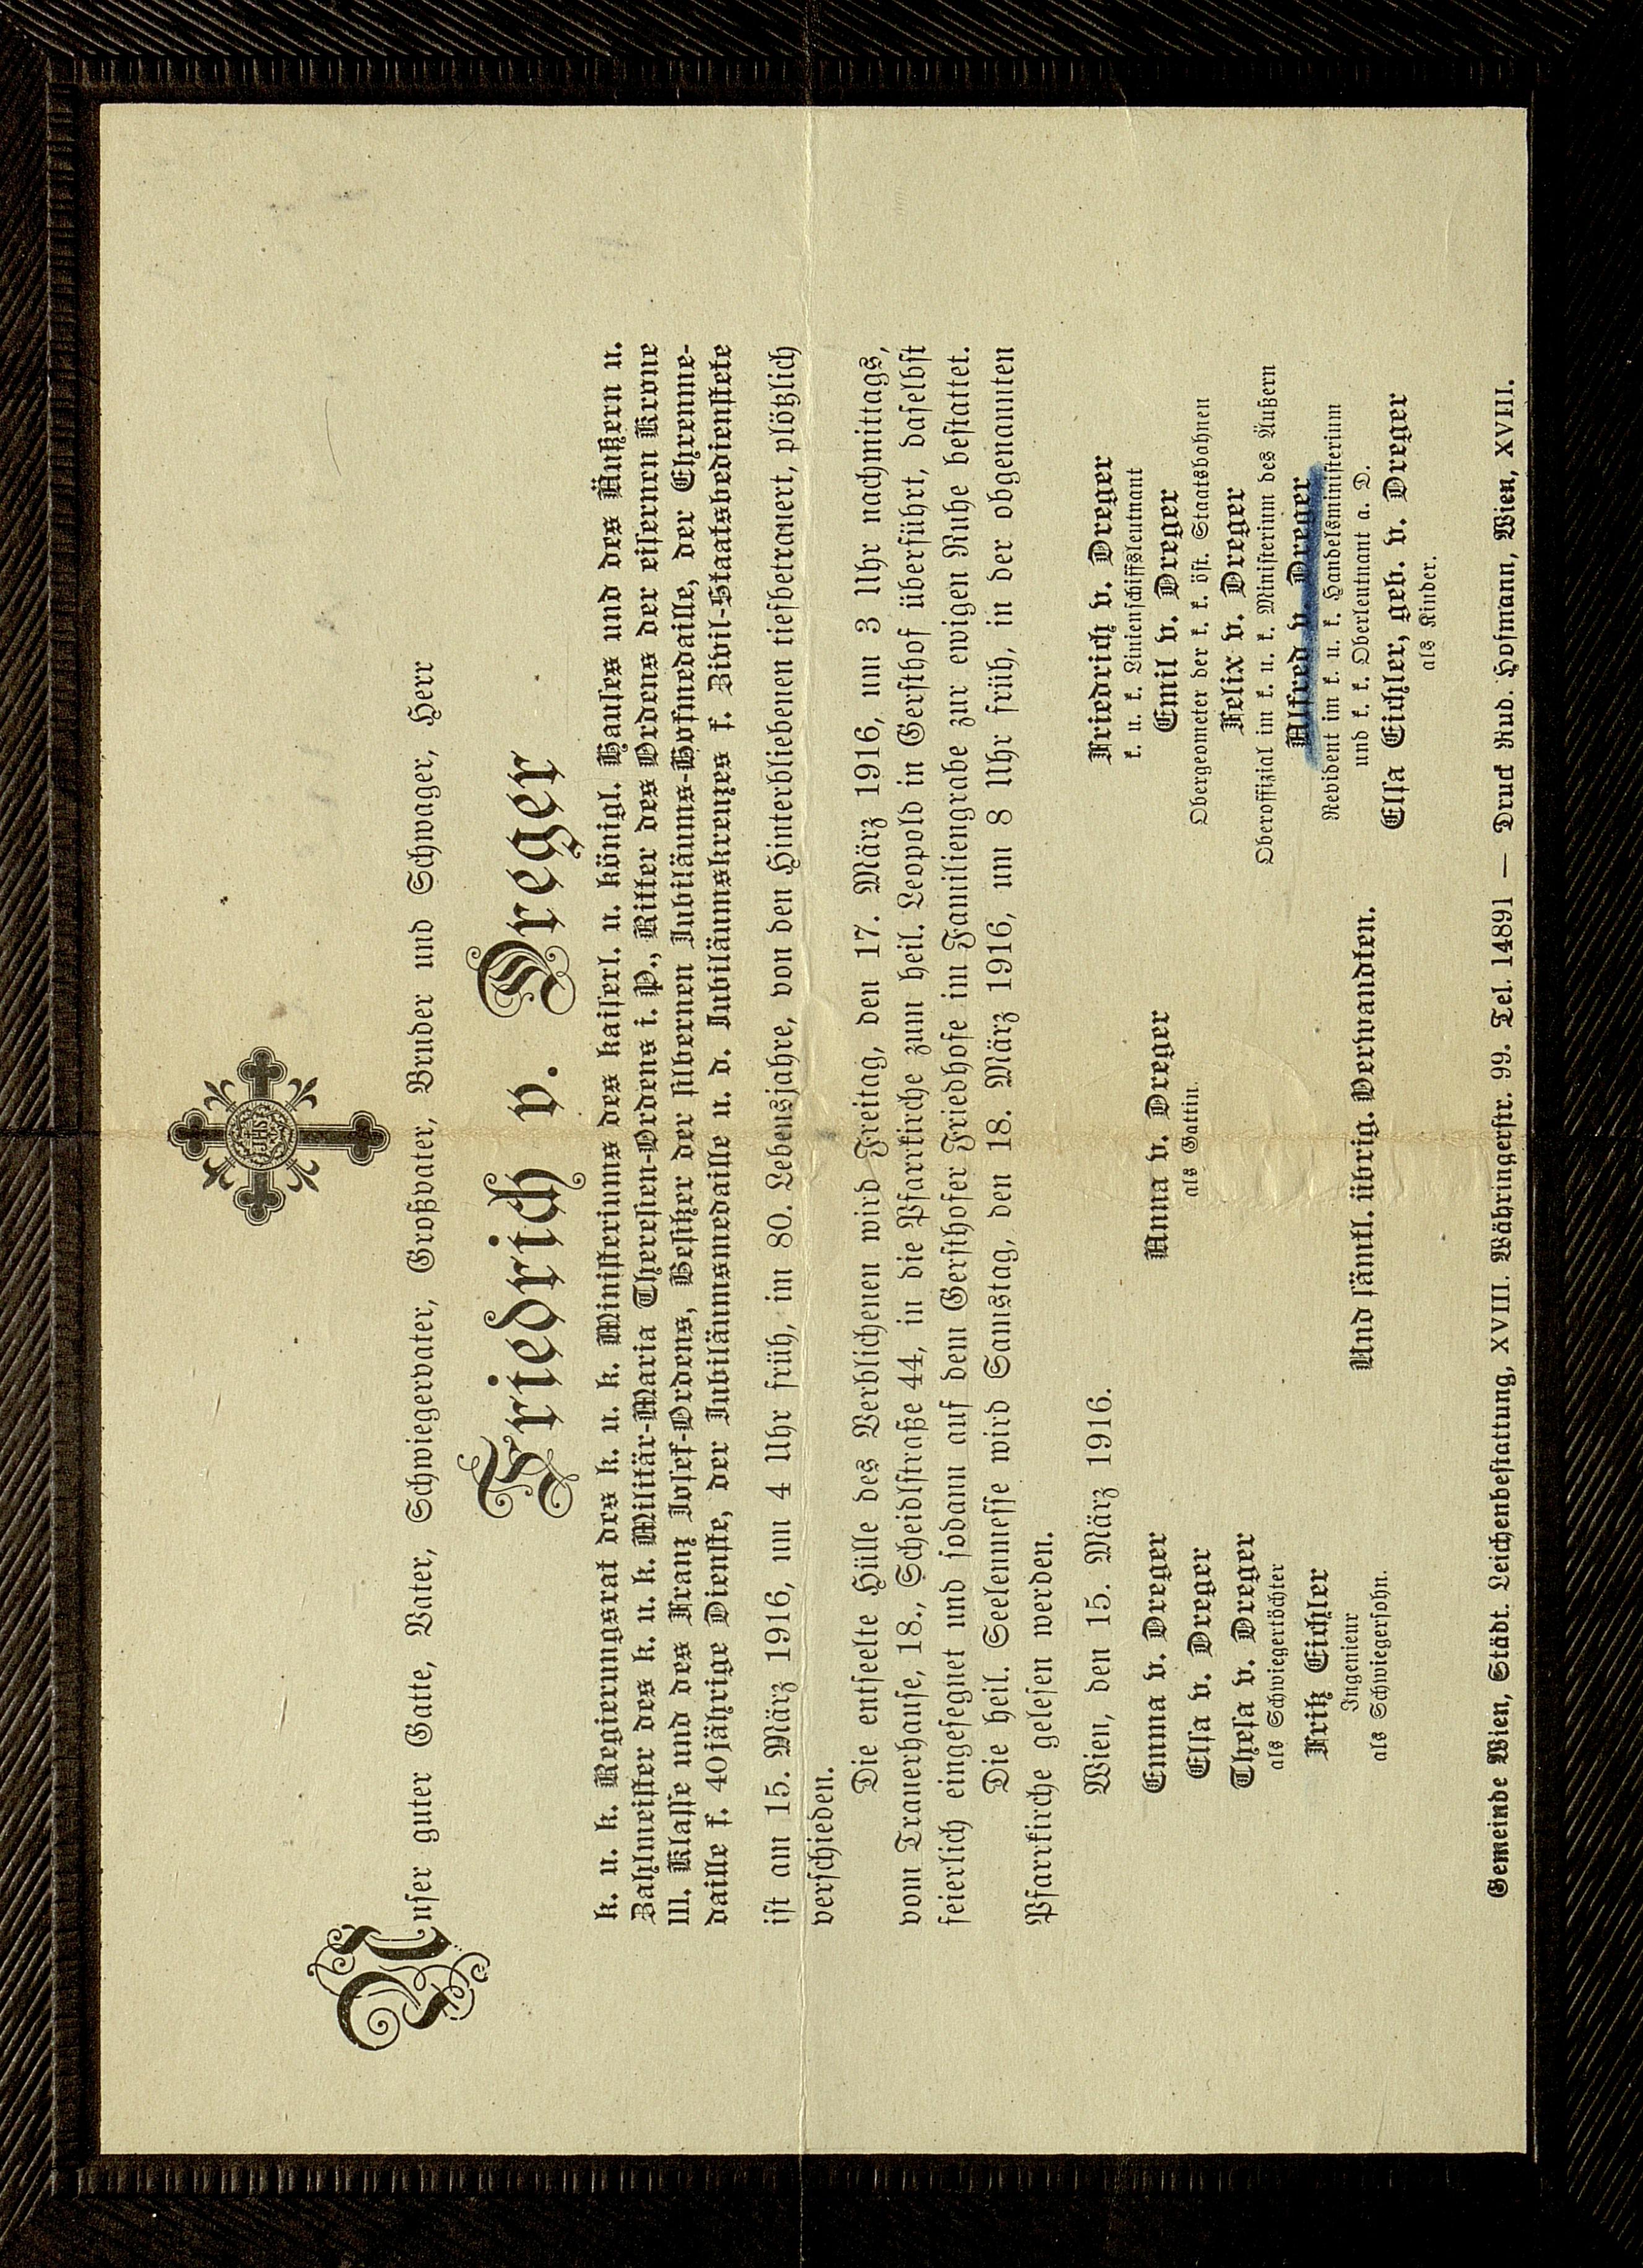 IHS
Unser guter Gatte, Vater, Schwiegervater, Großvater, Bruder und Schwager, Herr
Friedrich v. Dreger
k. u. k. Regierungsrat des k. u. k. Ministeriums des kaiserl. u. königl. Hauses und des Äußern u.
Zahlmeister des k. u. k. Militär-Maria Theresien-Ordens i. P., Ritter des Ordens der eisernen Krone
III. Klasse und des Franz Josef-Ordens, Besitzer der silbernen Jubiläums-Hofmedaille, der Ehrenme-
daille f. 40jährige Dienste, der Jubiläumsmedaille u. d. Jubiläumskreuzes f. Zivil-Staatsbedienstete
ist am 15. März 1916, um 4 Uhr früh, im 80. Lebensjahre, von den Hinterbliebenen tiefbetrauert, plötzlich
verschieden.
Die entseelte Hülle des Verblichenen wird Freitag, den 17. März 1916, um 3 Uhr nachmittags,
vom Trauerhause, 18., Scheidlstraße 44, in die Pfarrkirche zum heil. Leopold in Gersthof überführt, daselbst
feierlich eingesegnet und sodann auf dem Gersthofer Friedhofe im Familiengrabe zur ewigen Ruhe bestattet.
Die heil. Seelenmesse wird Samstag, den 18. März 1916, um 8 Uhr früh, in der obgenannten
Pfarrkirche gelesen werden.
Wien, den 15. März 1916.
Emma v. Dreger
Elsa v. Dreger
Thesa v. Dreger
als Schwiegertöchter
Fritz Eichler
Ingenieur
als Schwiegersohn.
Anna v. Dreger
als Gattin.
Und sämtl. übrig. Verwandten.
Friedrich v. Dreger
k. u. k. Linienschiffsleutnant
Emil v. Dreger
Obergeometer der k. k. öst. Staatsbahnen
Felix v. Dreger
Oberoffizial im k. u. k. Ministerium des Äußern
Alfred v. Dreger
Revident im k. u. k. Handelsministerium
und k. k. Oberleutnant a. D.
Elsa Eichler, geb. v. Dreger
als Kinder.
Gemeinde Wien, Städt. Leichenbestattung, XVIII. Währingerstr. 99. Tel. 14891 — Druck Rud. Hofmann, Wien, XVIII.